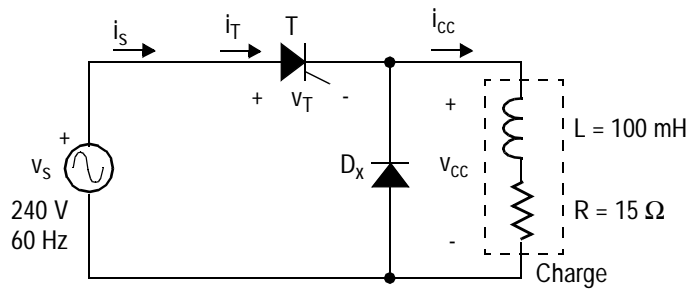 i_S
i_T
T
i_CC
+ v_T -
+
v_S
240 V
60 Hz
D_x
+
v_CC
-
L = 100 mH
R = 15 Ω
Charge